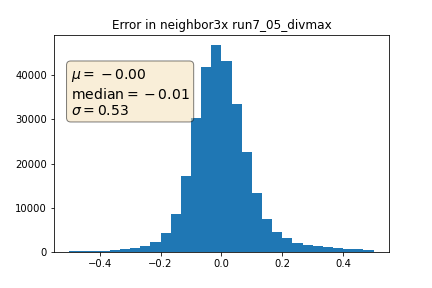 Error in neighbor3x run7_05_divmax
μ = −0.00
median = −0.01
σ = 0.53
40000
30000
20000
10000
0
−0.4 −0.2 0.0 0.2 0.4